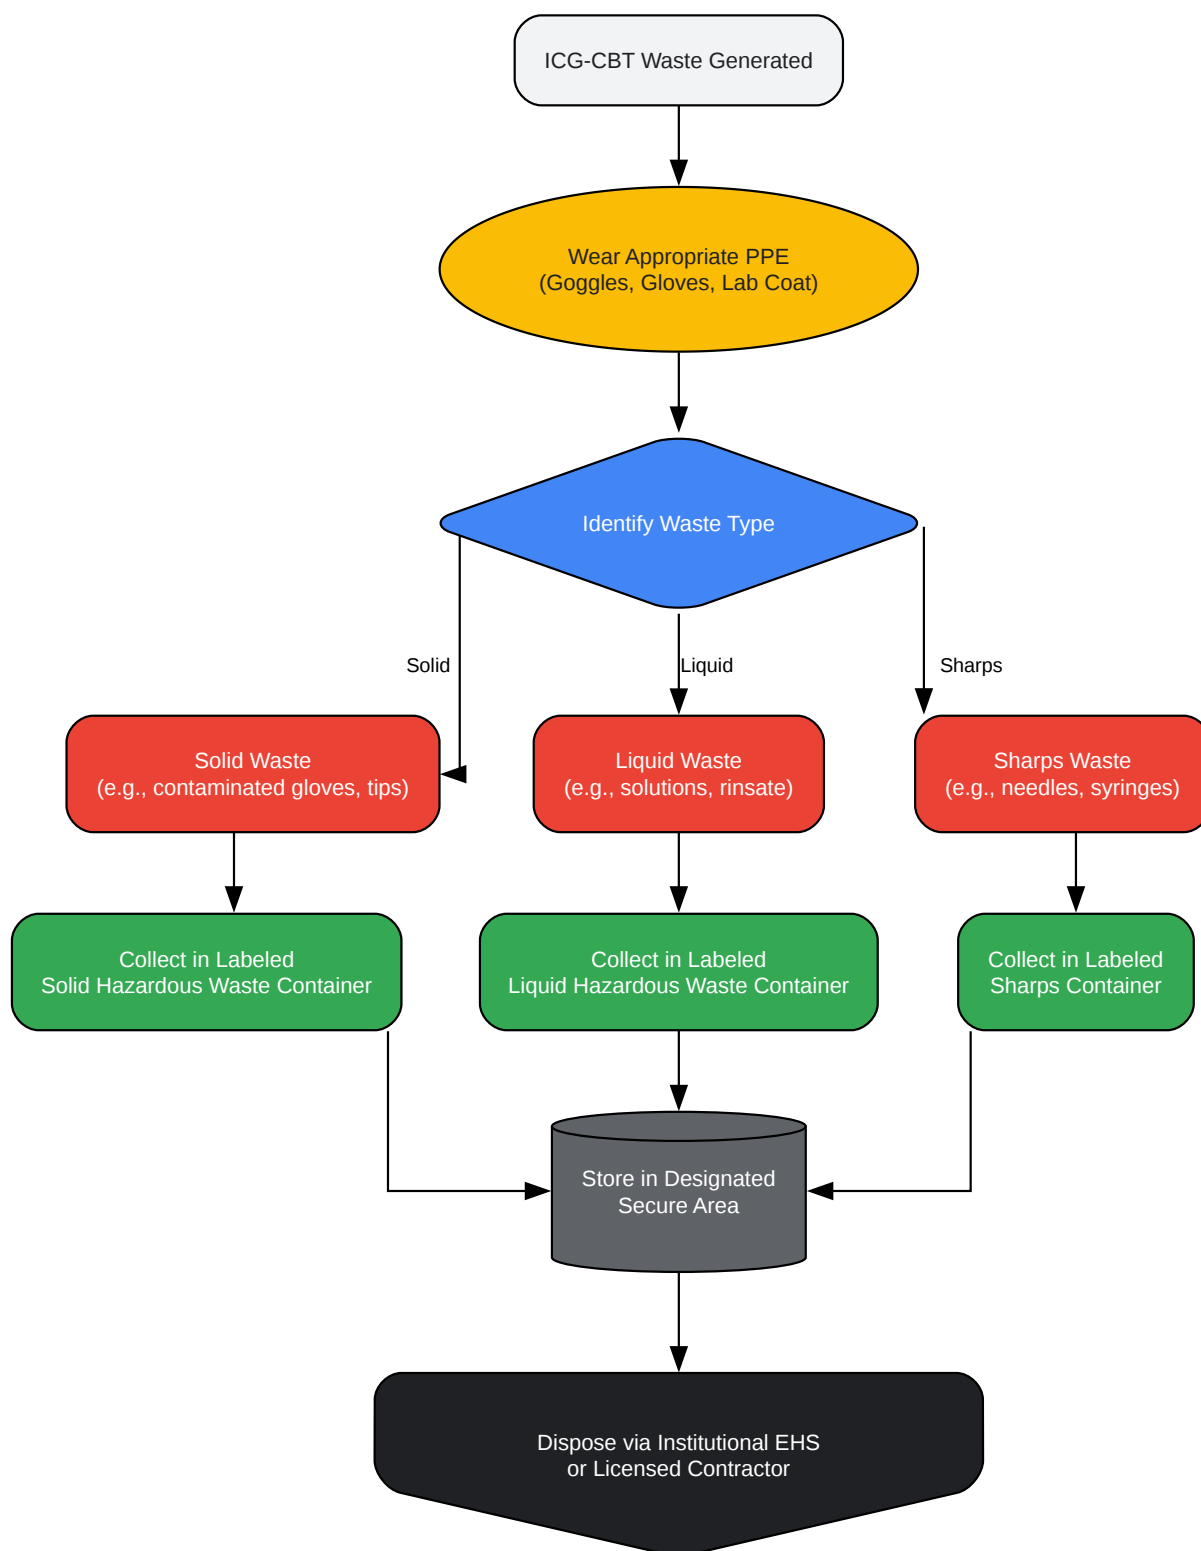 ICG-CBT Waste Generated
Wear Appropriate PPE
(Goggles, Gloves, Lab Coat)
Identify Waste Type
Solid
Liquid
Sharps
Solid Waste
(e.g., contaminated gloves, tips)
Liquid Waste
(e.g., solutions, rinsate)
Sharps Waste
(e.g., needles, syringes)
Collect in Labeled
Solid Hazardous Waste Container
Collect in Labeled
Liquid Hazardous Waste Container
Collect in Labeled
Sharps Container
Store in Designated
Secure Area
Dispose via Institutional EHS
or Licensed Contractor